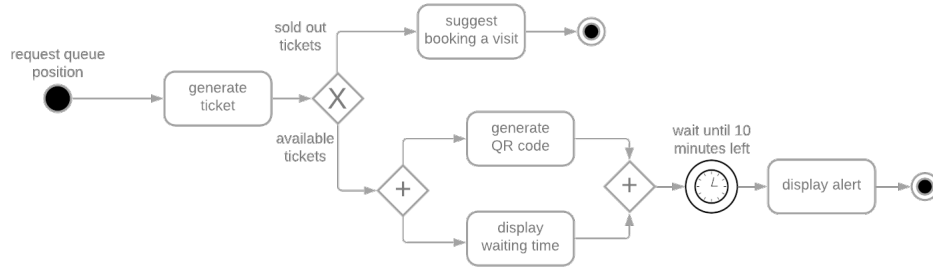 request queue
position
generate
ticket
sold out
tickets
X
suggest
booking a visit
available
tickets
+
generate
QR code
display
waiting time
+
wait until 10
minutes left
display alert